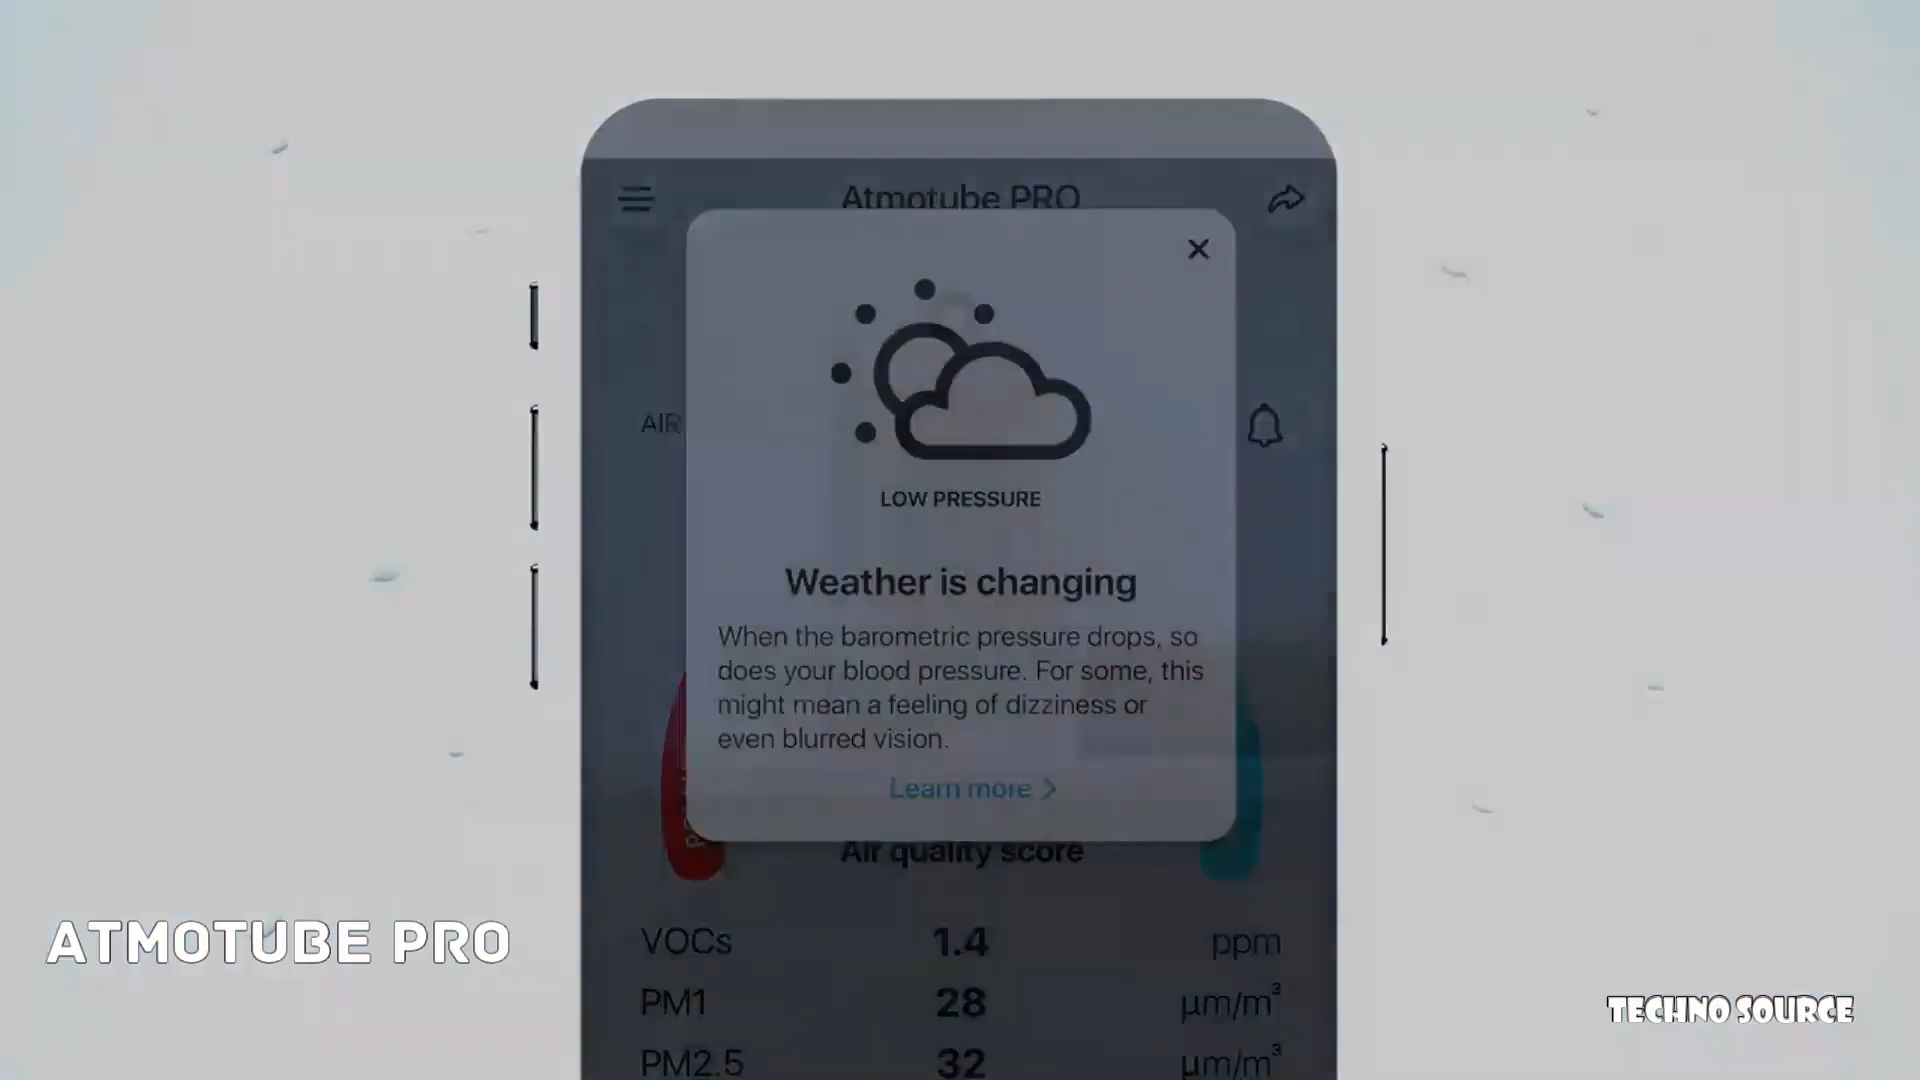 Atmotube PRO
AIR
LOW PRESSURE
Weather is changing
When the barometric pressure drops, so
does your blood pressure. For some, this
might mean a feeling of dizziness or
even blurred vision.
Learn more >
Air quality score
VOCs 1.4 ppm
PM1 28 μm/m³
PM2.5 32 μm/m³
ATMOTUBE PRO
TECHNO SOURCE